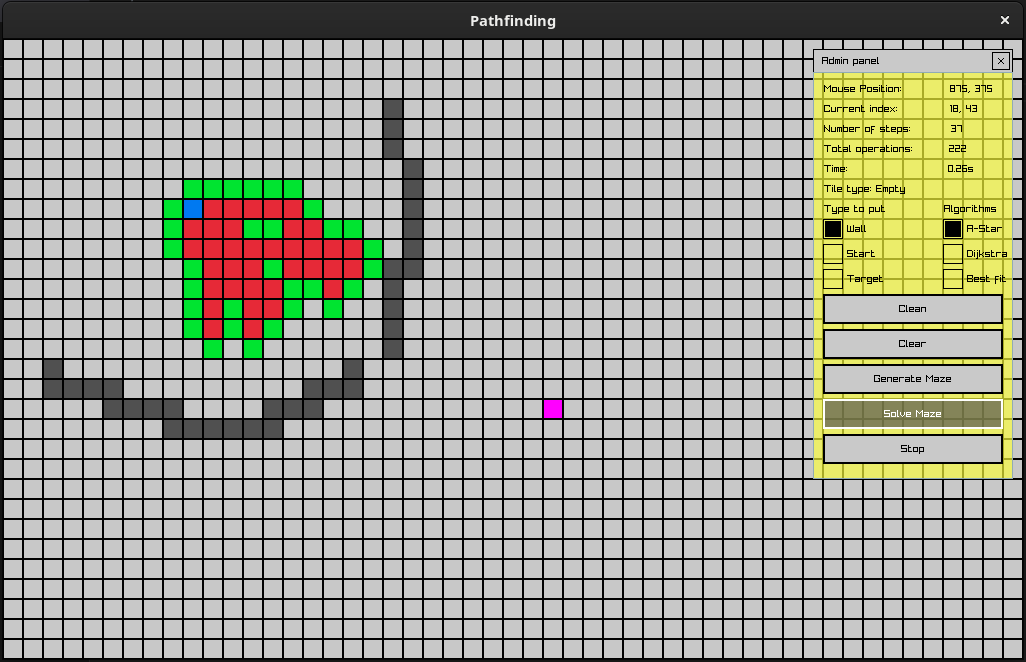 Pathfinding
Admin panel
Mouse Position: 875, 375
Current index: 18, 43
Number of steps: 37
Total operations: 222
Time: 0.26s
Tile type: Empty
Type to put Algorithms
Wall A-Star
Start Dijkstra
Target Best fit
Clean
Clear
Generate Maze
Solve Maze
Stop